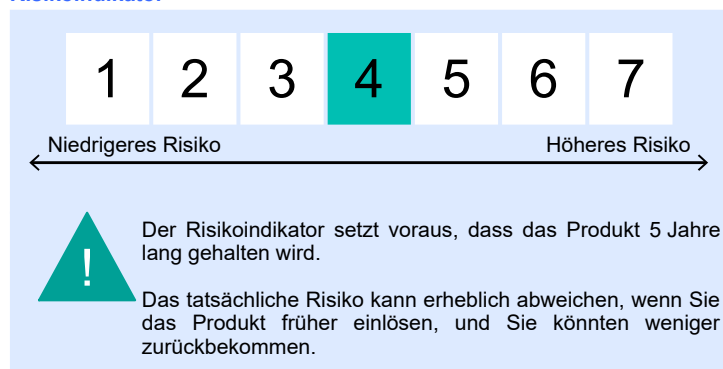 Risikoindikator
1 2 3 4 5 6 7
Niedrigeres Risiko Höheres Risiko
!
Der Risikoindikator setzt voraus, dass das Produkt 5 Jahre
lang gehalten wird.
Das tatsächliche Risiko kann erheblich abweichen, wenn Sie
das Produkt früher einlösen, und Sie könnten weniger
zurückbekommen.